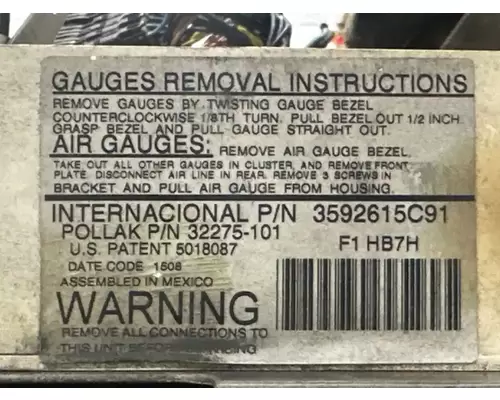 GAUGES REMOVAL INSTRUCTIONS
REMOVE GAUGES BY TWISTING GAUGE BEZEL
COUNTERCLOCKWISE 1/8TH TURN. PULL BEZEL OUT 1/2 INCH.
GRASP BEZEL AND PULL GAUGE STRAIGHT OUT.
AIR GAUGES: REMOVE AIR GAUGE BEZEL.
TAKE OUT ALL OTHER GAUGES IN CLUSTER, AND REMOVE FRONT
PLATE. DISCONNECT AIR LINE IN REAR. REMOVE 3 SCREWS IN
BRACKET AND PULL AIR GAUGE FROM HOUSING.
INTERNACIONAL P/N 3592615C91
POLLAK P/N 32275-101 F1 HB7H
U.S. PATENT 5018087
DATE CODE 1508
ASSEMBLED IN MEXICO
WARNING
REMOVE ALL CONNECTIONS TO
THIS UNIT BEFORE